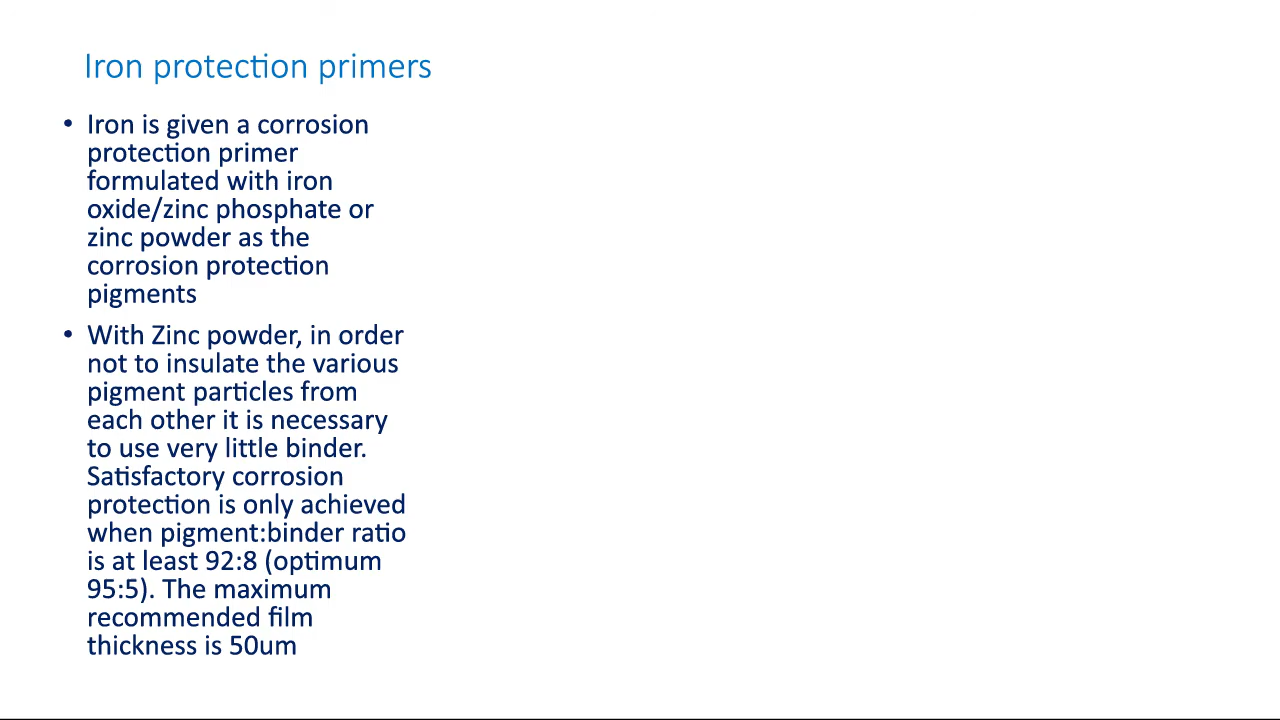 Iron protection primers
• Iron is given a corrosion
protection primer
formulated with iron
oxide/zinc phosphate or
zinc powder as the
corrosion protection
pigments
• With Zinc powder, in order
not to insulate the various
pigment particles from
each other it is necessary
to use very little binder.
Satisfactory corrosion
protection is only achieved
when pigment:binder ratio
is at least 92:8 (optimum
95:5). The maximum
recommended film
thickness is 50um